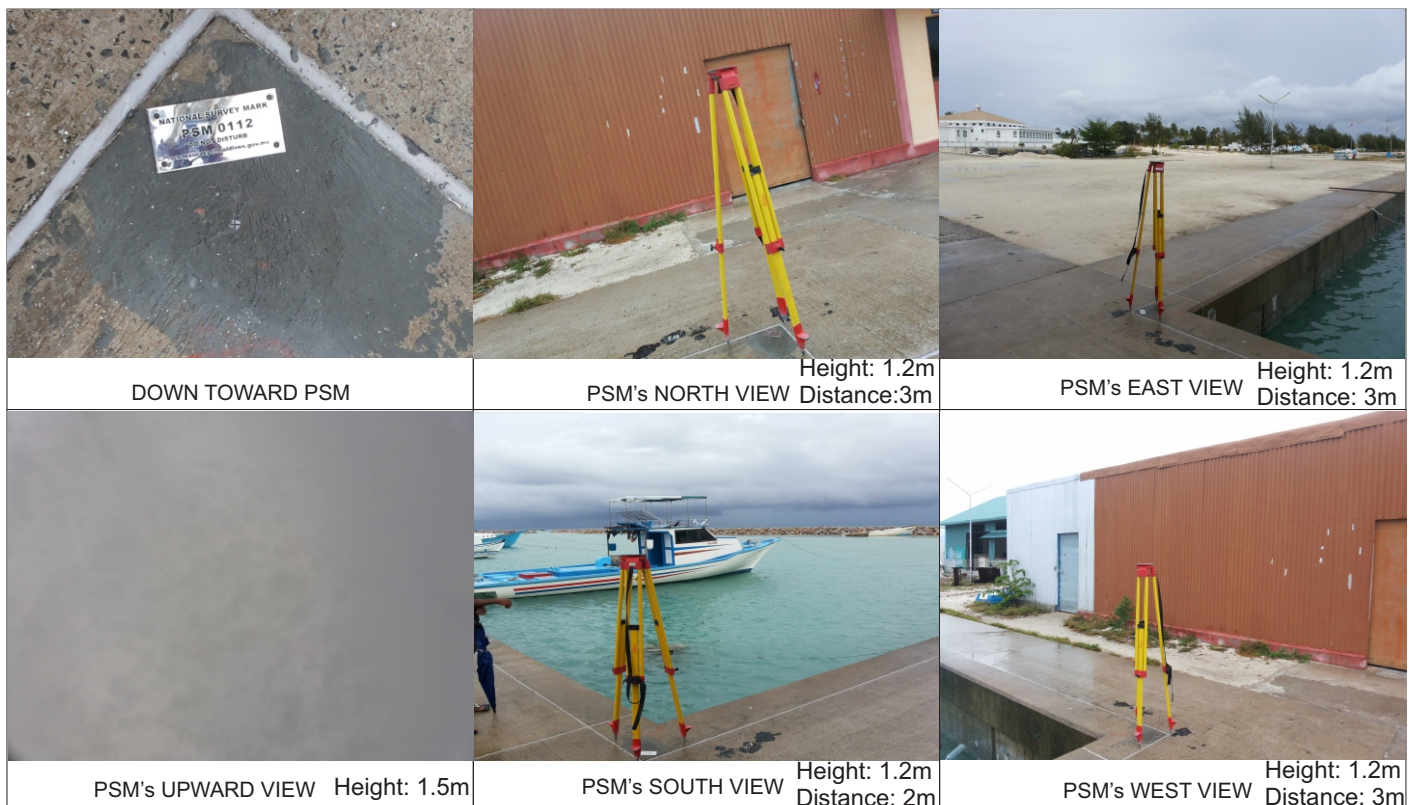 NATIONAL SURVEY MARK
PSM 0112
DO NOT DISTURB
DOWN TOWARD PSM
PSM's NORTH VIEW
Height: 1.2m
Distance:3m
PSM's EAST VIEW
Height: 1.2m
Distance: 3m
PSM's UPWARD VIEW
Height: 1.5m
PSM's SOUTH VIEW
Height: 1.2m
Distance: 2m
PSM's WEST VIEW
Height: 1.2m
Distance: 3m